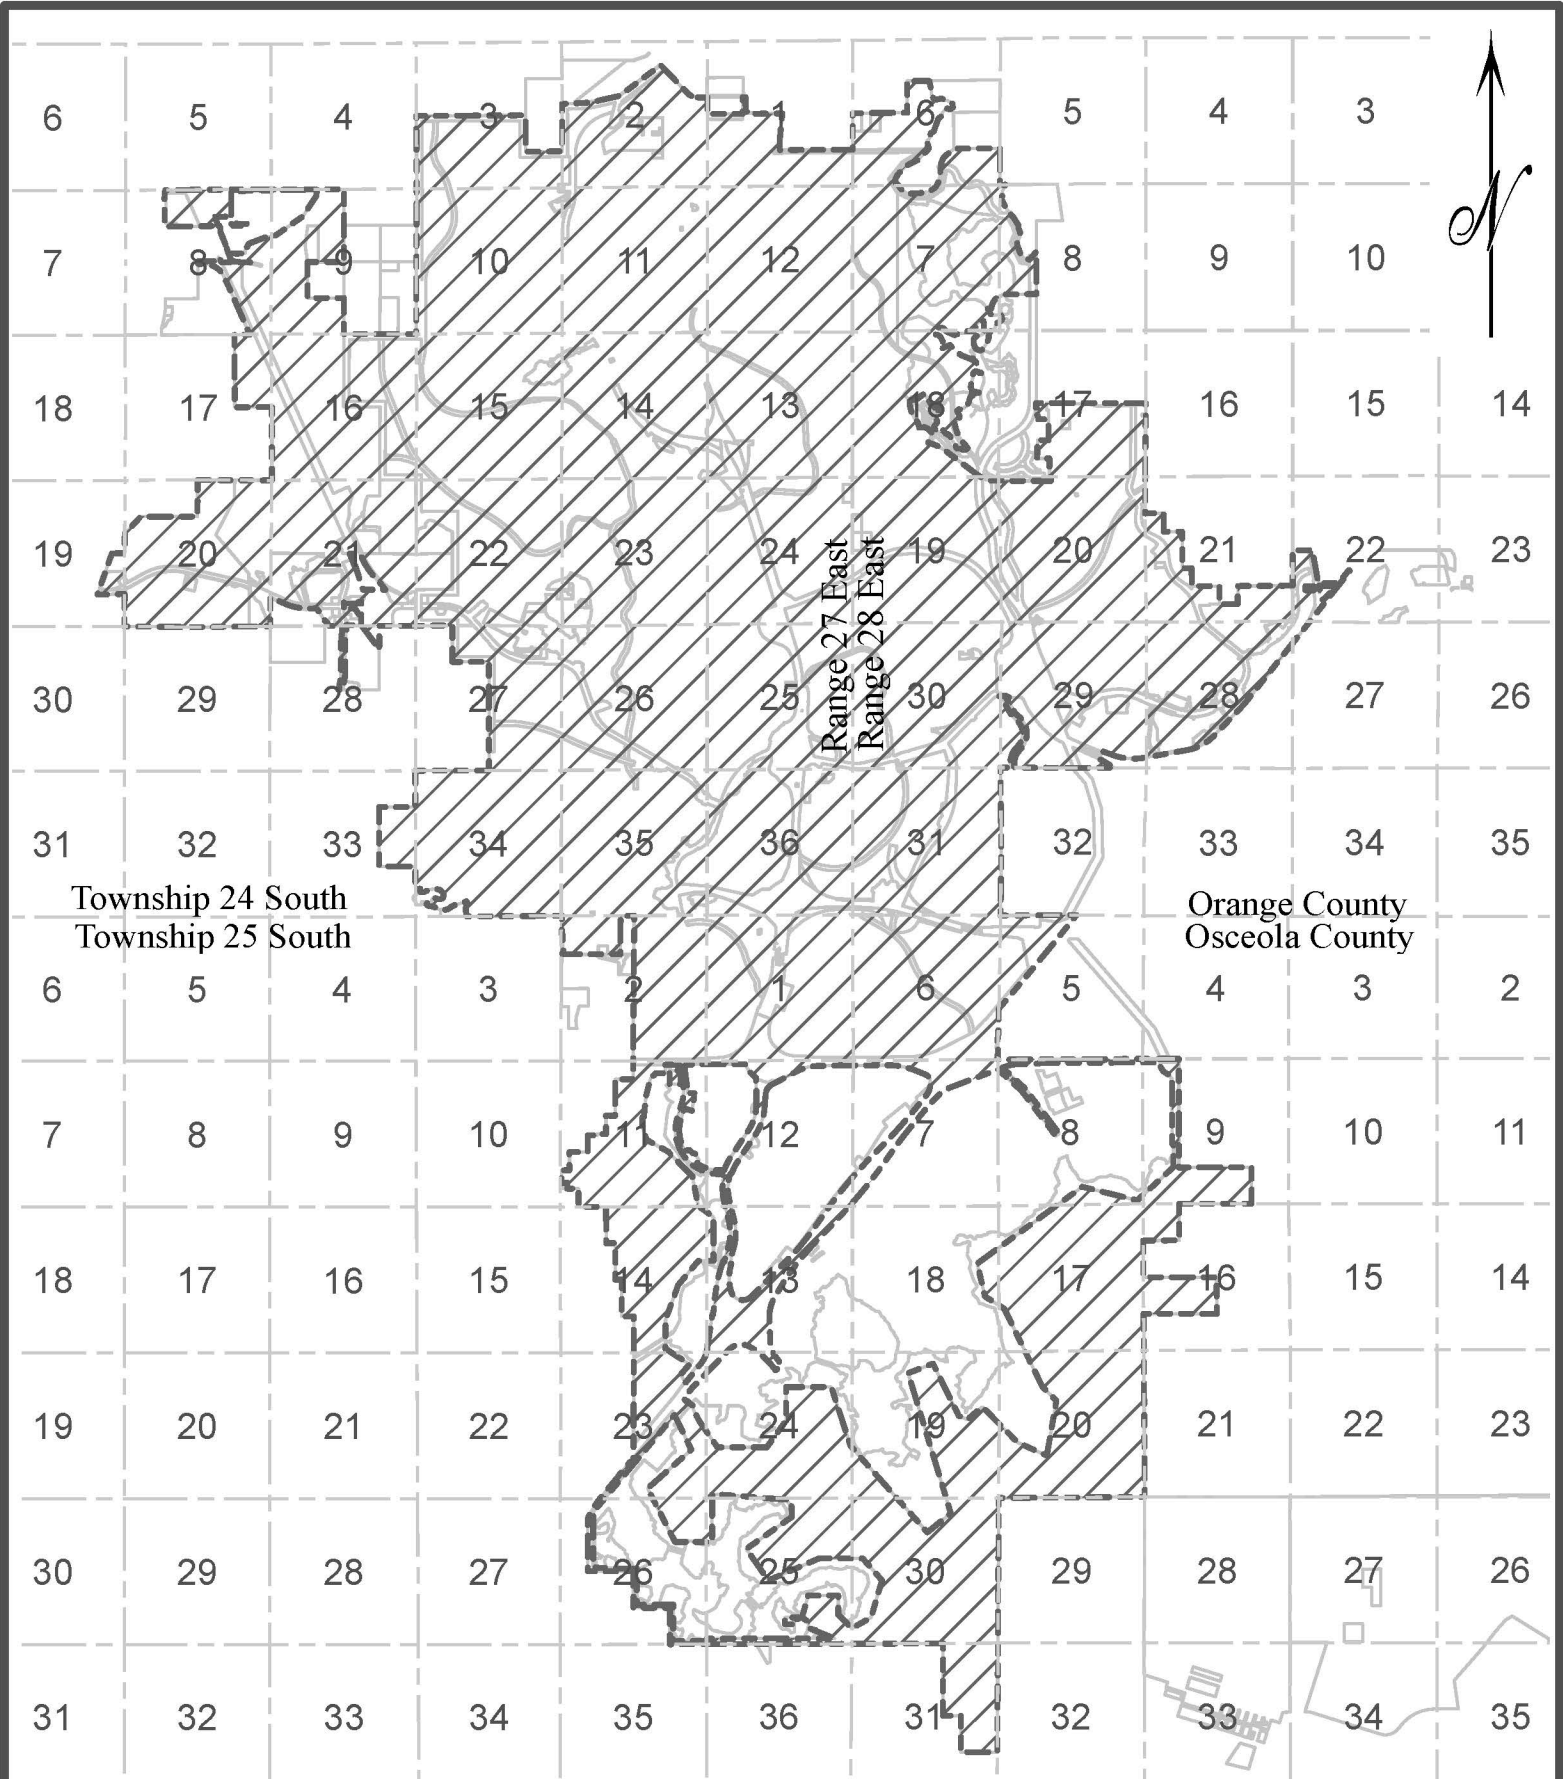 6 5 4 3 2 1 6 5 4 3
N
7 8 9 10 11 12 7 8 9 10
18 17 16 15 14 13 18 17 16 15 14
19 20 21 22 23 24 19 20 21 22 23
Range 27 East
Range 28 East
30 29 28 27 26 25 30 29 28 27 26
31 32 33 34 35 36 31 32 33 34 35
Township 24 South
Township 25 South
Orange County
Osceola County
6 5 4 3 2 1 6 5 4 3 2
7 8 9 10 11 12 7 8 9 10 11
18 17 16 15 14 13 18 17 16 15 14
19 20 21 22 23 24 19 20 21 22 23
30 29 28 27 26 25 30 29 28 27 26
31 32 33 34 35 36 31 32 33 34 35